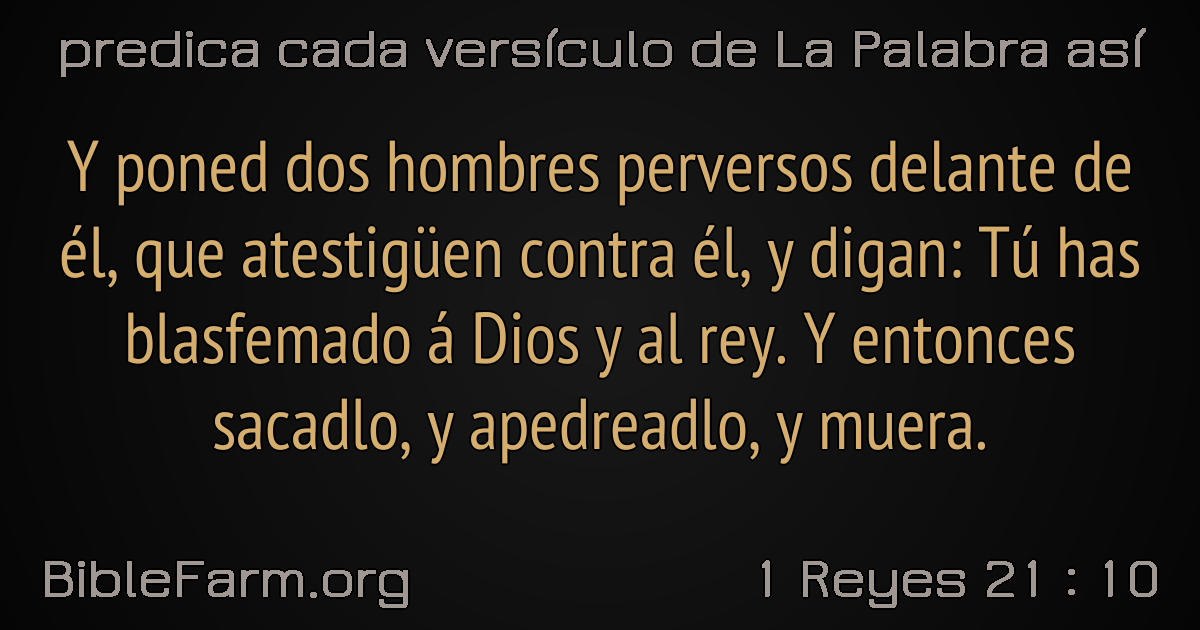 predica cada versículo de La Palabra así
Y poned dos hombres perversos delante de
él, que atestigüen contra él, y digan: Tú has
blasfemado á Dios y al rey. Y entonces
sacadlo, y apedreadlo, y muera.
BibleFarm.org
1 Reyes 21 : 10